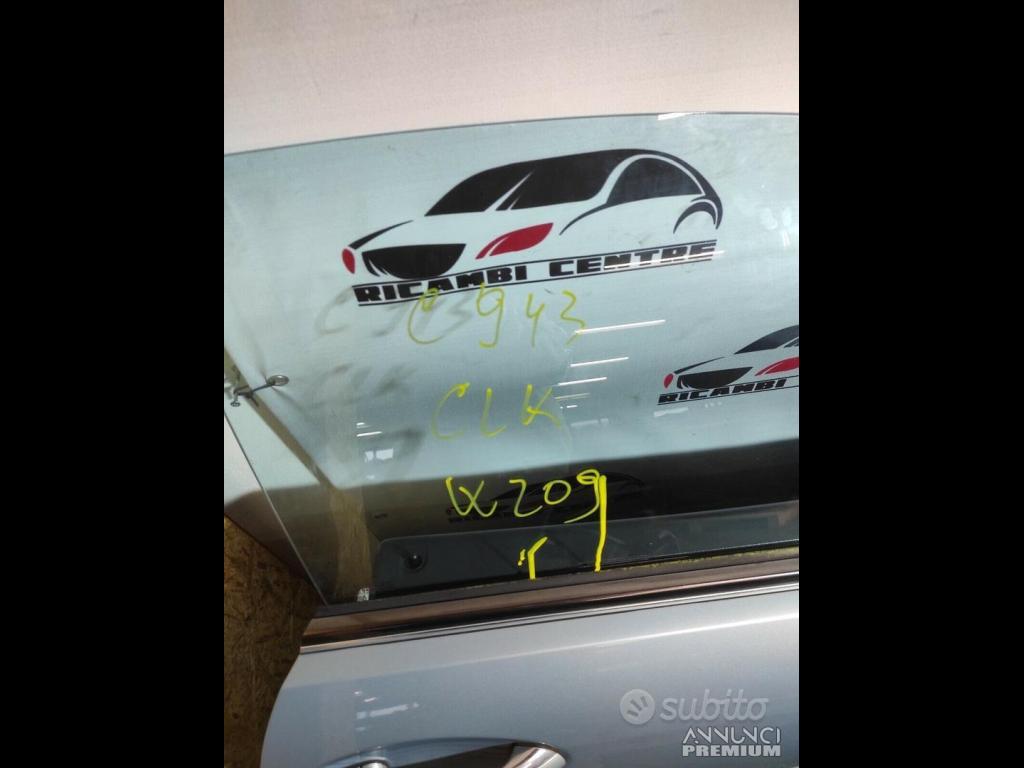 RICAMBI CENTRE
C943
CLK
RICAMBI
W209
subito
ANNUNCI
PREMIUM